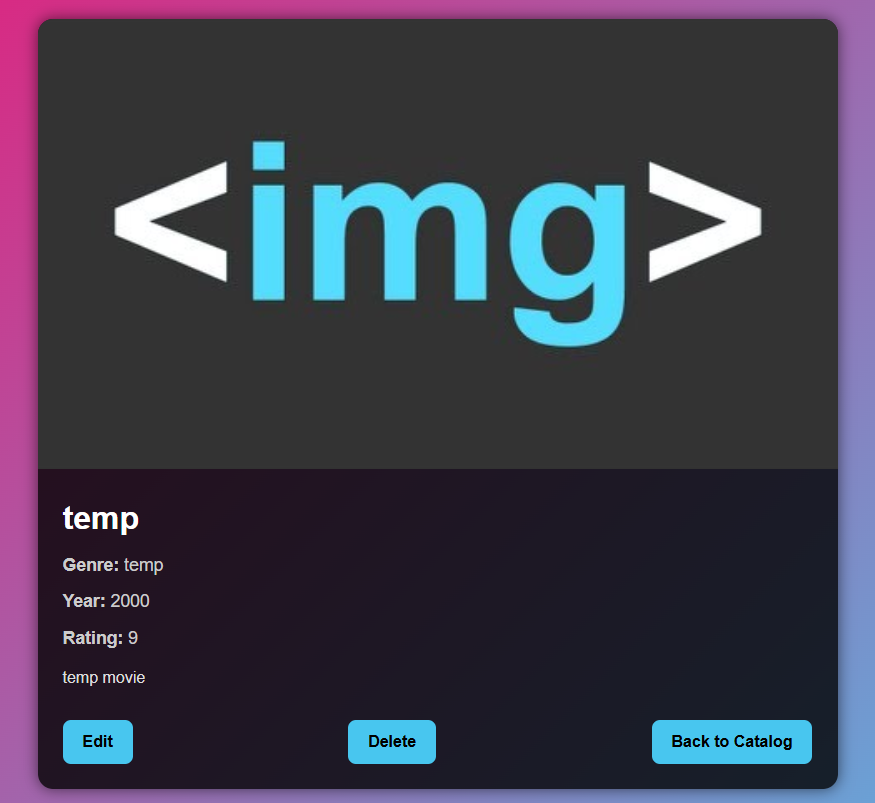 <img>
temp
Genre: temp
Year: 2000
Rating: 9
temp movie
Edit Delete Back to Catalog